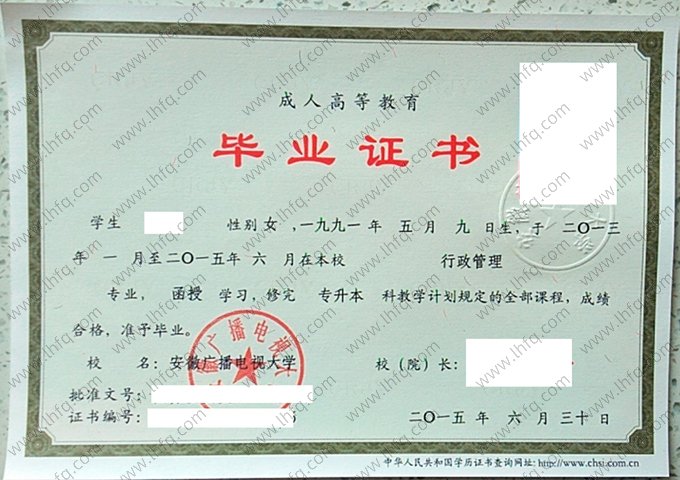 成人高等教育
毕业证书
学生 性别 女 ,一九九一年 五月 九 日生,于 二〇一三
年 一 月至二〇一五年 六 月在本校 行政管理
专业, 函授 学习,修完 专升本 科教学计划规定的全部课程,成绩
合格,准予毕业。
校 名:安徽广播电视大学 校(院)长:
批准文号:
证书编号:
二〇一五 年 六 月 三十 日
中华人民共和国学历证书查询网址: http://www.chsi.com.cn
www.lhfq.com